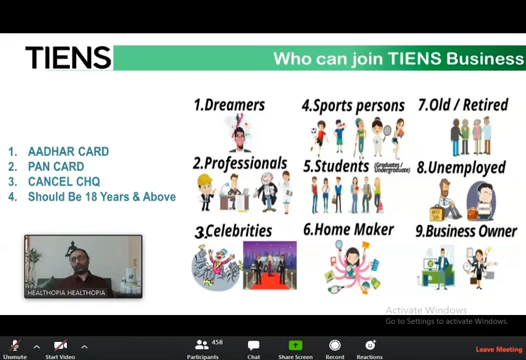 TIENS
Who can join TIENS Business
1. AADHAR CARD
2. PAN CARD
3. CANCEL CHQ
4. Should Be 18 Years & Above
1.Dreamers
4.Sports persons
7.Old / Retired
2.Professionals
5.Students (Graduates / Undergraduate)
8.Unemployed
3.Celebrities
6.Home Maker
9.Business Owner
HEALTHOPIA HEALTHOPIA
Activate Windows
Go to Settings to activate Windows.
458
Unmute
Start Video
Participants
Chat
Share Screen
Record
Reactions
Leave Meeting